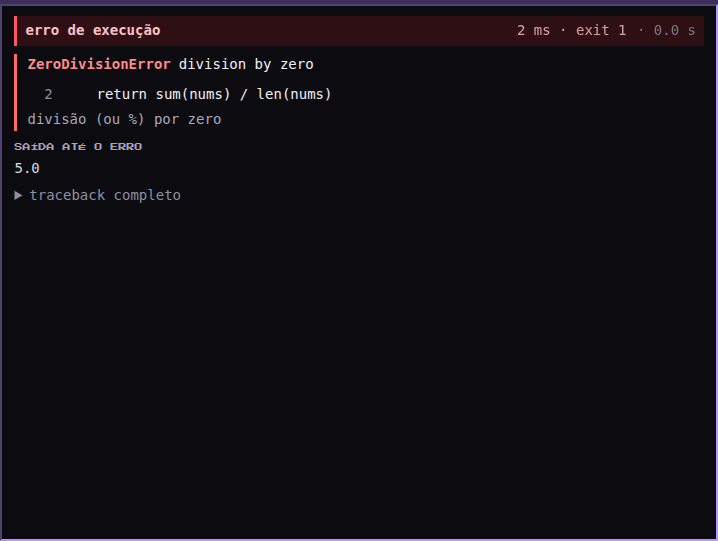 erro de execução 2 ms · exit 1 · 0.0 s
ZeroDivisionError division by zero
2 return sum(nums) / len(nums)
divisão (ou %) por zero
SAíDA ATé O ERRO
5.0
▶ traceback completo